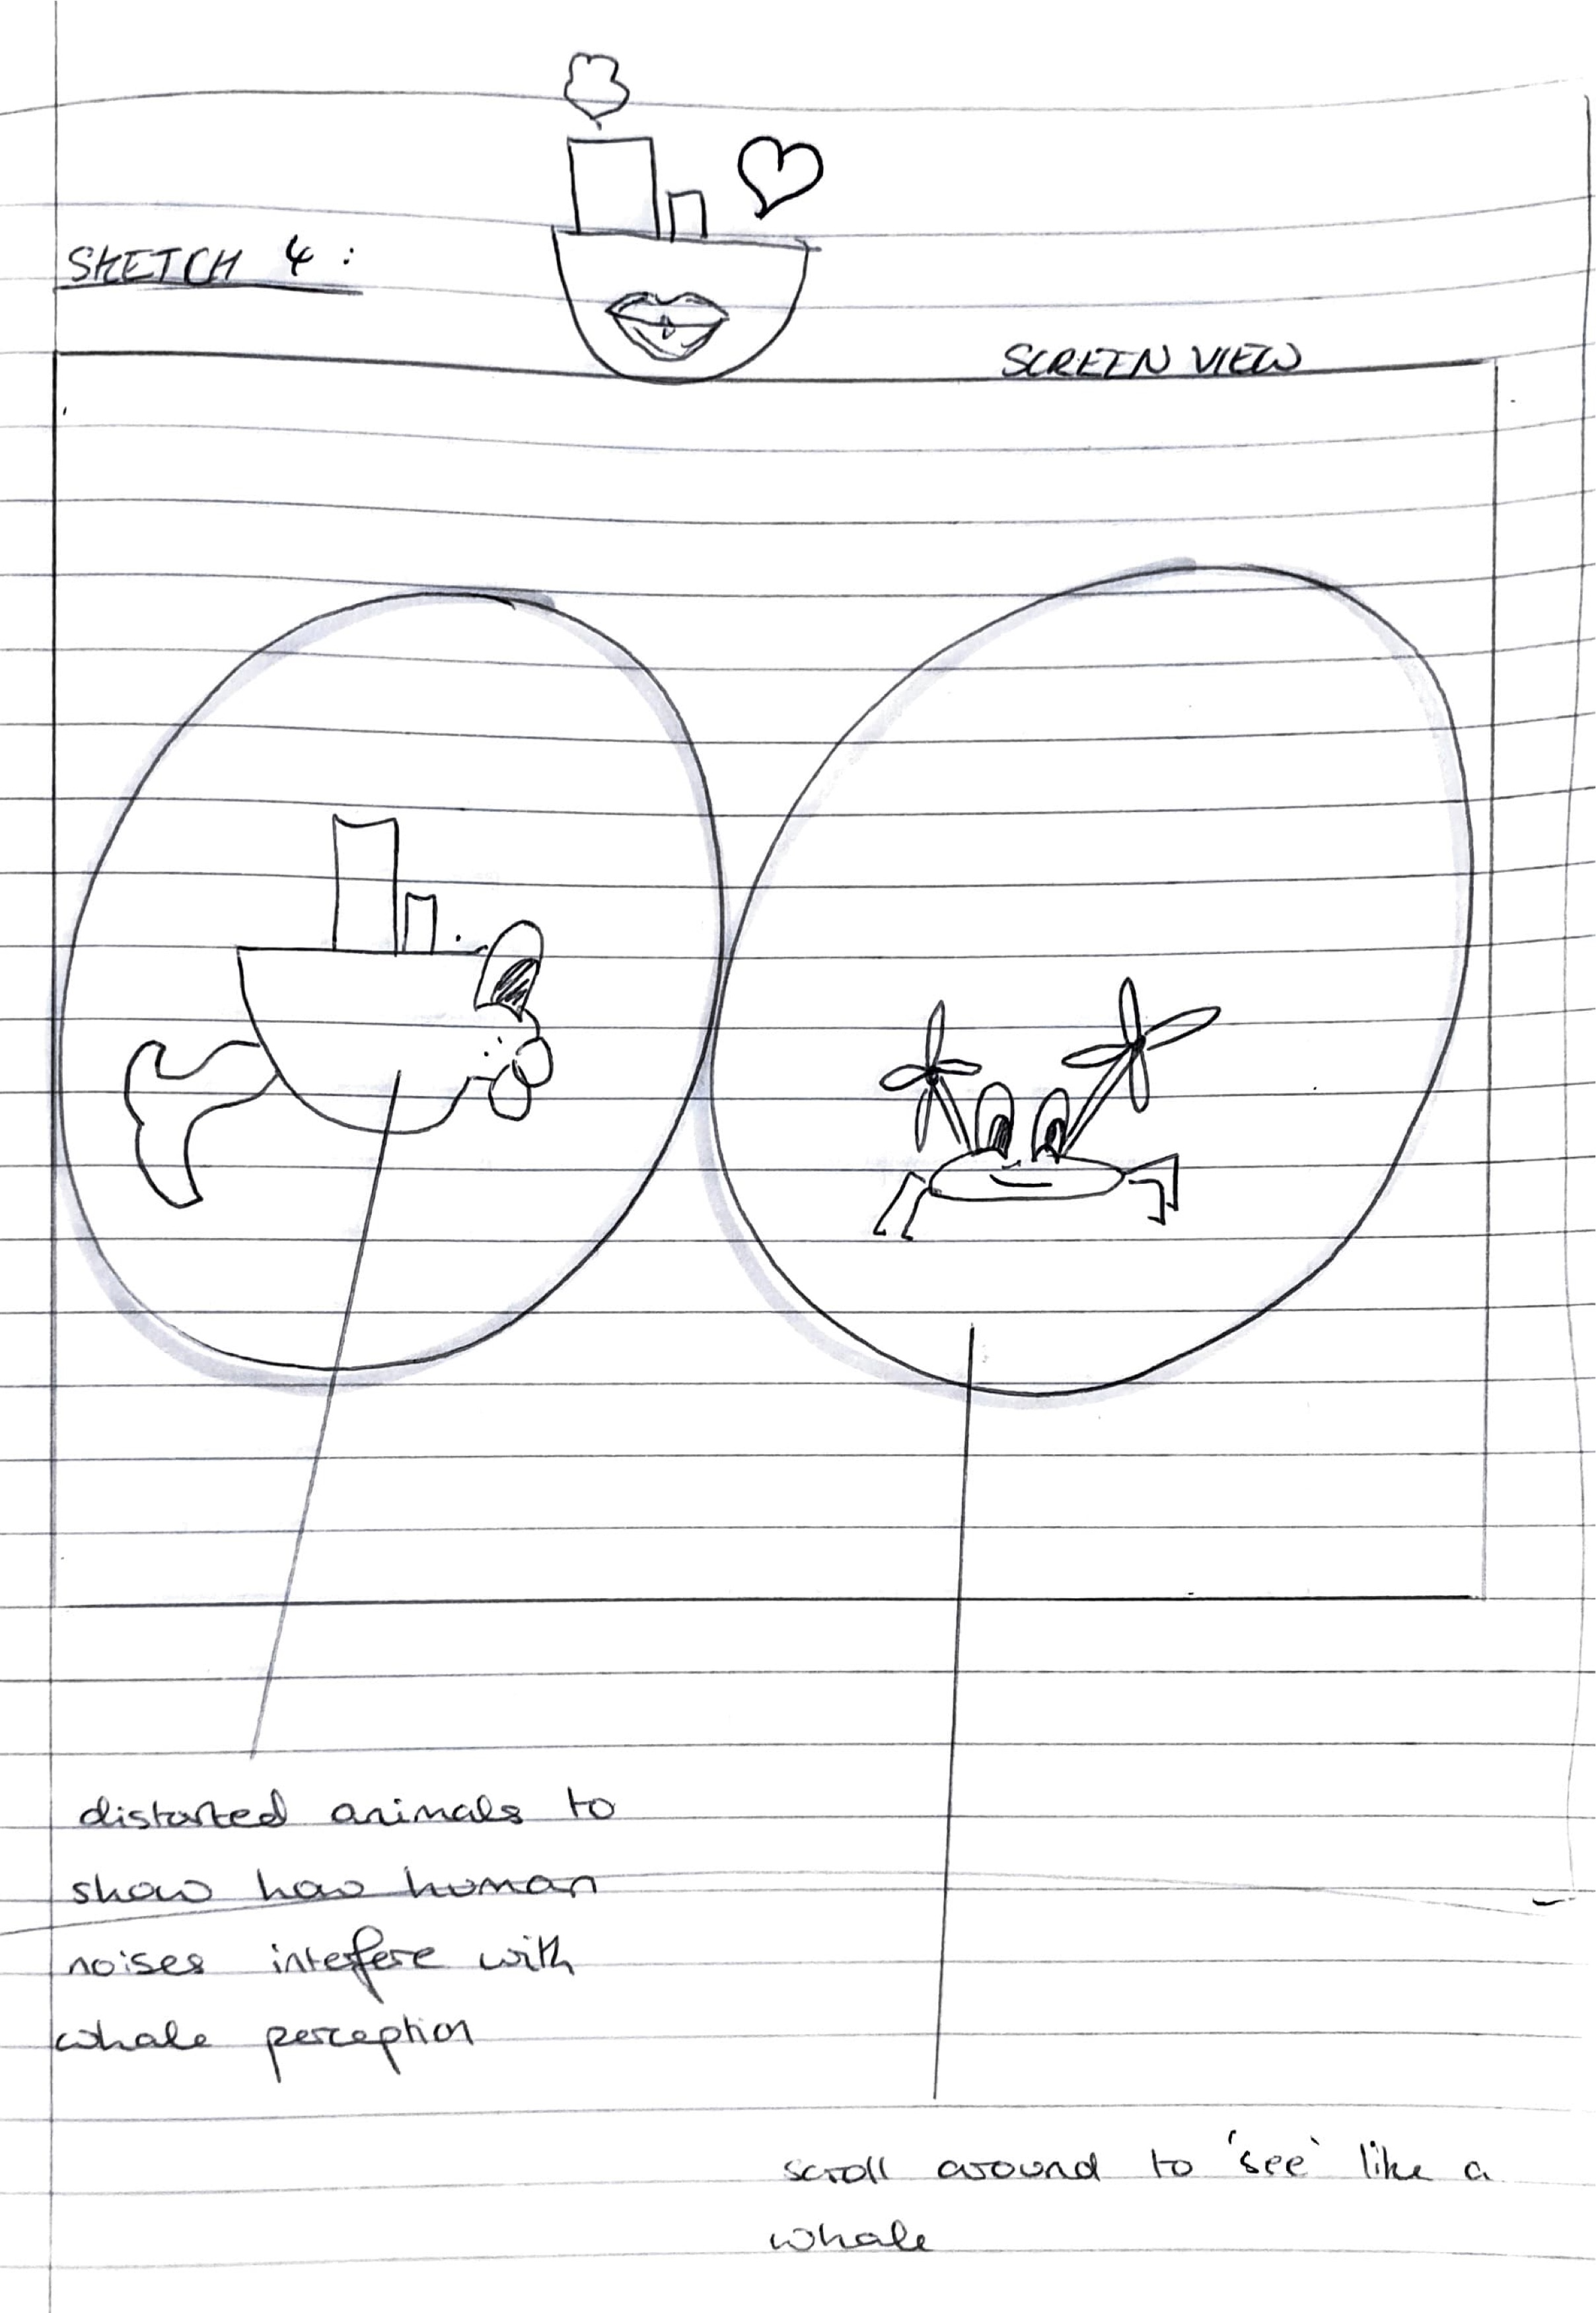 SKETCH 4 :
SCREEN VIEW
distorted animals to
show how human
noises interfere with
whale perception
scroll around to 'see' like a
whale